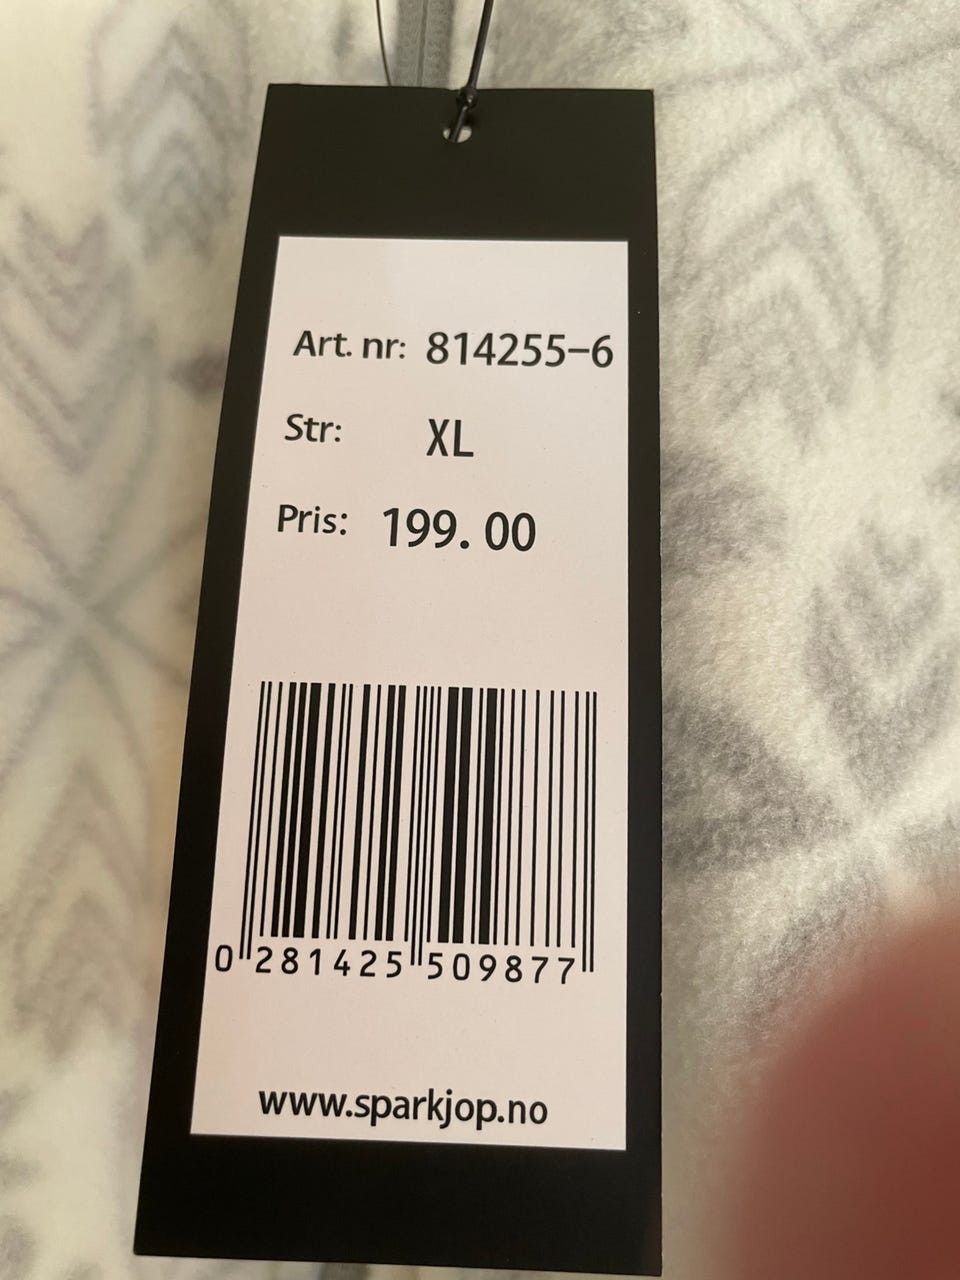 Art. nr: 814255-6
Str: XL
Pris: 199.00
0 281425 509877
www.sparkjop.no